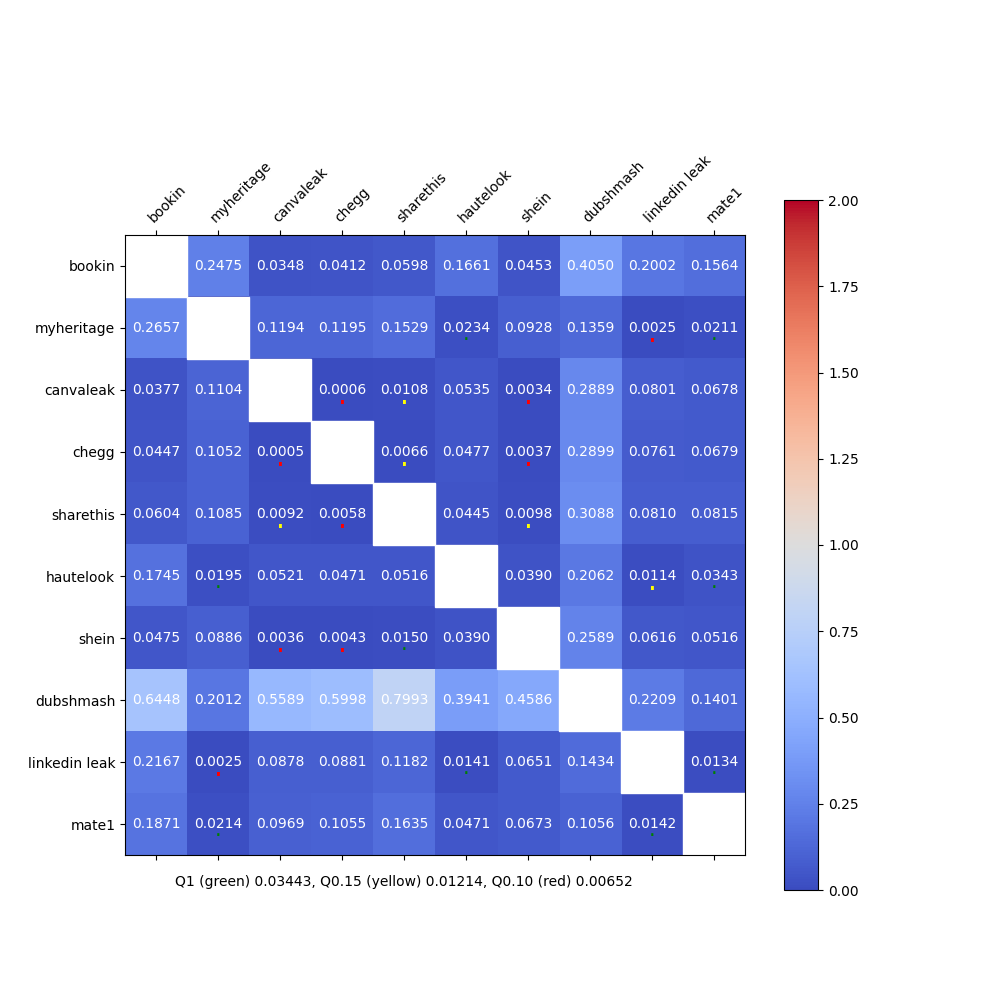 bookin myheritage canvaleak chegg sharethis hautelook shein dubshmash linkedin leak mate1
bookin 0.2475 0.0348 0.0412 0.0598 0.1661 0.0453 0.4050 0.2002 0.1564
myheritage 0.2657 0.1194 0.1195 0.1529 0.0234 0.0928 0.1359 0.0025 0.0211
canvaleak 0.0377 0.1104 0.0006 0.0108 0.0535 0.0034 0.2889 0.0801 0.0678
chegg 0.0447 0.1052 0.0005 0.0066 0.0477 0.0037 0.2899 0.0761 0.0679
sharethis 0.0604 0.1085 0.0092 0.0058 0.0445 0.0098 0.3088 0.0810 0.0815
hautelook 0.1745 0.0195 0.0521 0.0471 0.0516 0.0390 0.2062 0.0114 0.0343
shein 0.0475 0.0886 0.0036 0.0043 0.0150 0.0390 0.2589 0.0616 0.0516
dubshmash 0.6448 0.2012 0.5589 0.5998 0.7993 0.3941 0.4586 0.2209 0.1401
linkedin leak 0.2167 0.0025 0.0878 0.0881 0.1182 0.0141 0.0651 0.1434 0.0134
mate1 0.1871 0.0214 0.0969 0.1055 0.1635 0.0471 0.0673 0.1056 0.0142
Q1 (green) 0.03443, Q0.15 (yellow) 0.01214, Q0.10 (red) 0.00652
2.00
1.75
1.50
1.25
1.00
0.75
0.50
0.25
0.00